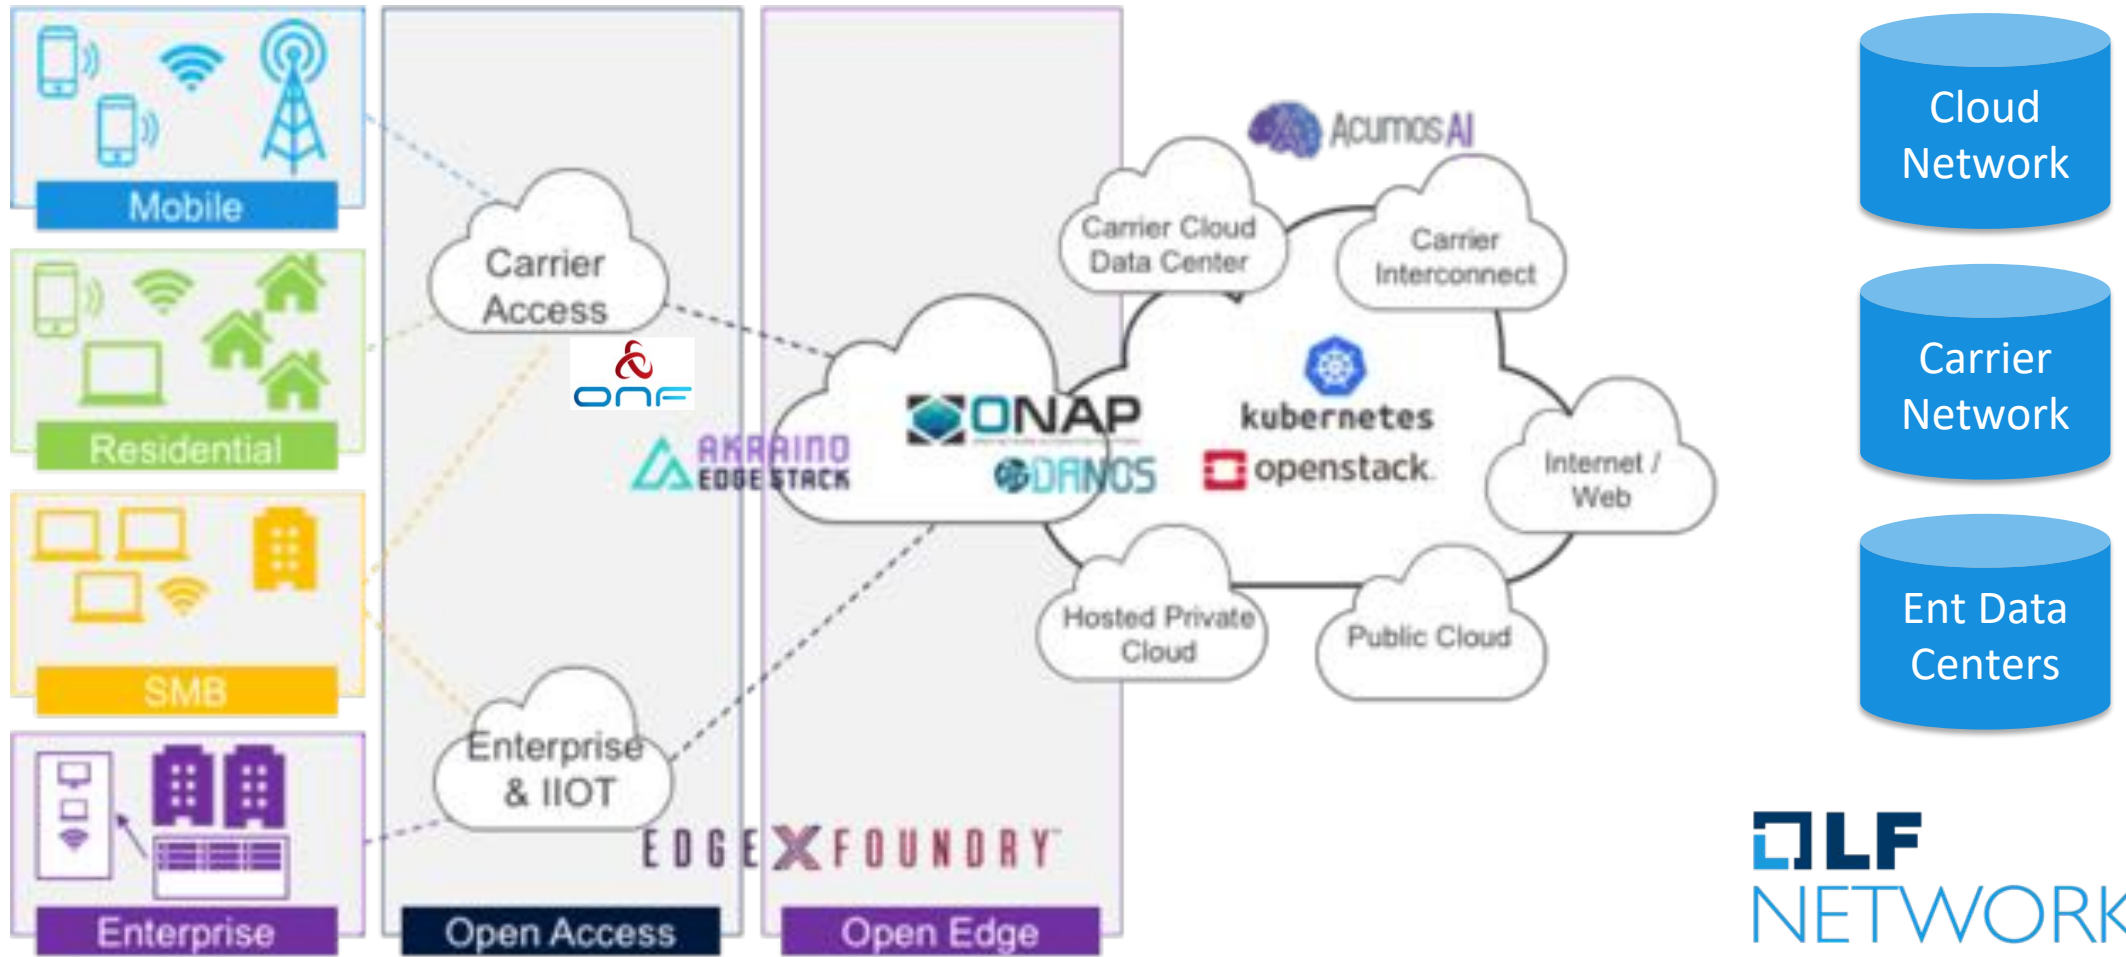 Mobile
Residential
SMB
Enterprise
Carrier
Access
ONF
AKRAINO
EDGE STACK
Enterprise
& IIOT
EDGE X FOUNDRY
Open Access
Open Edge
ONAP
DANOS
Acumos AI
Carrier Cloud
Data Center
Carrier
Interconnect
kubernetes
openstack.
Internet /
Web
Hosted Private
Cloud
Public Cloud
Cloud
Network
Carrier
Network
Ent Data
Centers
LF
NETWORK